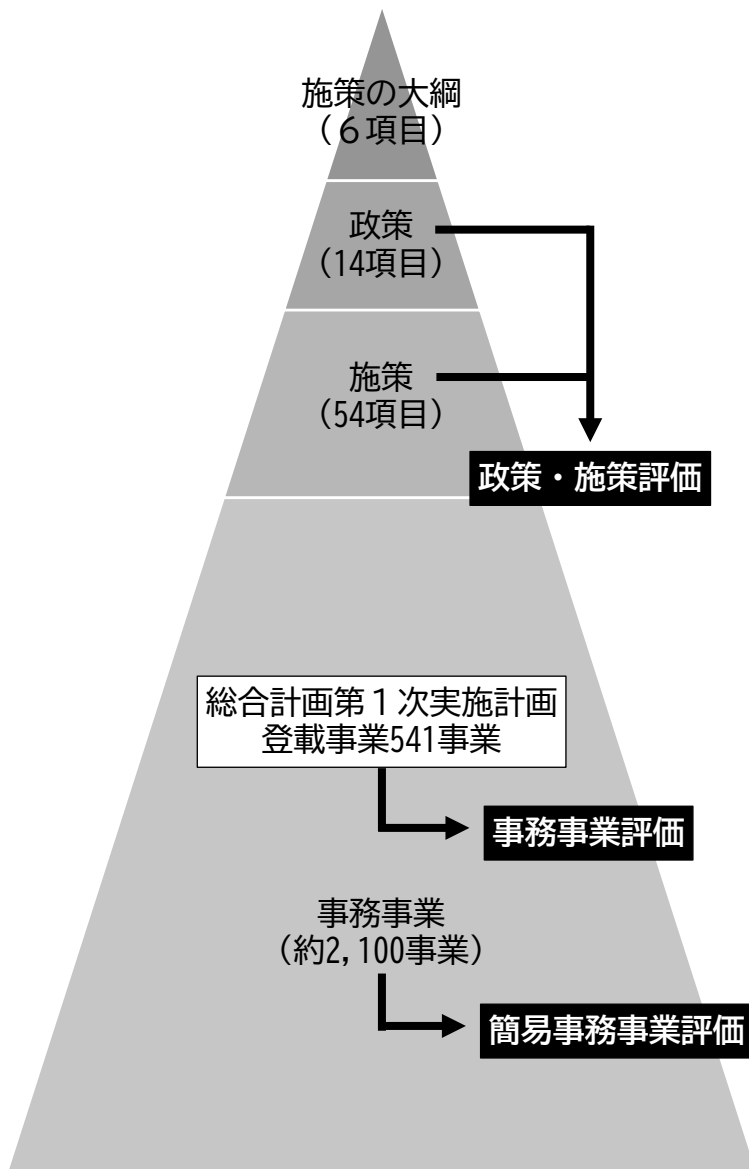 施策の大綱
（６項目）
政策
（14項目）
施策
（54項目）
政策・施策評価
総合計画第１次実施計画
登載事業541事業
事務事業評価
事務事業
（約2,100事業）
簡易事務事業評価